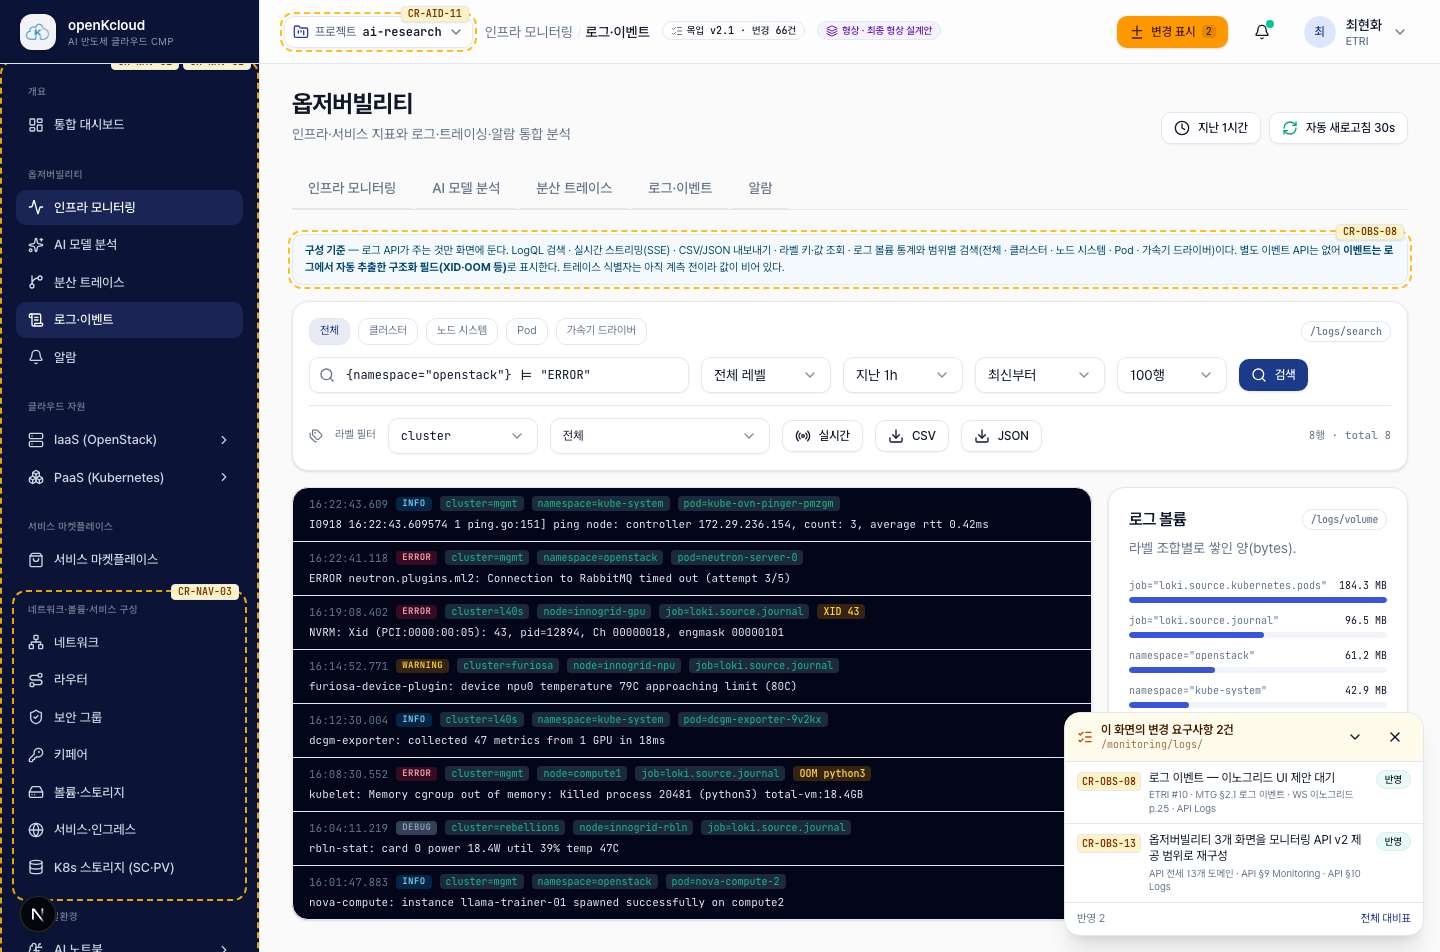 openKcloud
AI 반도체 클라우드 CMP
개요
통합 대시보드
옵저버빌리티
인프라 모니터링
AI 모델 분석
분산 트레이스
로그·이벤트
알람
클라우드 자원
IaaS (OpenStack)
PaaS (Kubernetes)
서비스 마켓플레이스
서비스 마켓플레이스
CR-NAV-03
네트워크·볼륨·서비스 구성
네트워크
라우터
보안 그룹
키페어
볼륨·스토리지
서비스·인그레스
K8s 스토리지 (SC·PV)
AI 노트북
CR-AID-11
프로젝트 ai-research
인프라 모니터링 / 로그·이벤트
목업 v2.1 · 변경 66건
형상 · 최종 형상 설계안
변경 표시 2
최 최현화
ETRI
옵저버빌리티
인프라·서비스 지표와 로그·트레이싱·알람 통합 분석
지난 1시간
자동 새로고침 30s
인프라 모니터링 AI 모델 분석 분산 트레이스 로그·이벤트 알람
CR-OBS-08
구성 기준 — 로그 API가 주는 것만 화면에 둔다. LogQL 검색 · 실시간 스트리밍(SSE) · CSV/JSON 내보내기 · 라벨 키·값 조회 · 로그 볼륨 통계와 범위별 검색(전체 · 클러스터 · 노드 시스템 · Pod · 가속기 드라이버)이다. 별도 이벤트 API는 없어 이벤트는 로
그에서 자동 추출한 구조화 필드(XID·OOM 등)로 표시한다. 트레이스 식별자는 아직 계측 전이라 값이 비어 있다.
전체 클러스터 노드 시스템 Pod 가속기 드라이버 /logs/search
{namespace="openstack"} |= "ERROR" 전체 레벨 지난 1h 최신부터 100행 검색
라벨 필터 cluster 전체 실시간 CSV JSON 8행 · total 8
16:22:43.609 INFO cluster=mgmt namespace=kube-system pod=kube-ovn-pinger-pmzgm
I0918 16:22:43.609574 1 ping.go:151] ping node: controller 172.29.236.154, count: 3, average rtt 0.42ms
16:22:41.118 ERROR cluster=mgmt namespace=openstack pod=neutron-server-0
ERROR neutron.plugins.ml2: Connection to RabbitMQ timed out (attempt 3/5)
16:19:08.402 ERROR cluster=l40s node=innogrid-gpu job=loki.source.journal XID 43
NVRM: Xid (PCI:0000:00:05): 43, pid=12894, Ch 00000018, engmask 00000101
16:14:52.771 WARNING cluster=furiosa node=innogrid-npu job=loki.source.journal
furiosa-device-plugin: device npu0 temperature 79C approaching limit (80C)
16:12:30.004 INFO cluster=l40s namespace=kube-system pod=dcgm-exporter-9v2kx
dcgm-exporter: collected 47 metrics from 1 GPU in 18ms
16:08:30.552 ERROR cluster=mgmt node=compute1 job=loki.source.journal OOM python3
kubelet: Memory cgroup out of memory: Killed process 20481 (python3) total-vm:18.4GB
16:04:11.219 DEBUG cluster=rebellions node=innogrid-rbln job=loki.source.journal
rbln-stat: card 0 power 18.4W util 39% temp 47C
16:01:47.883 INFO cluster=mgmt namespace=openstack pod=nova-compute-2
nova-compute: instance llama-trainer-01 spawned successfully on compute2
로그 볼륨 /logs/volume
라벨 조합별로 쌓인 양(bytes).
job="loki.source.kubernetes.pods" 184.3 MB
job="loki.source.journal" 96.5 MB
namespace="openstack" 61.2 MB
namespace="kube-system" 42.9 MB
이 화면의 변경 요구사항 2건
/monitoring/logs/
CR-OBS-08 로그 이벤트 — 이노그리드 UI 제안 대기 반영
ETRI #10 · MTG §2.1 로그 이벤트 · WS 이노그리드
p.25 · API Logs
CR-OBS-13 옵저버빌리티 3개 화면을 모니터링 API v2 제 반영
공 범위로 재구성
API 전체 13개 도메인 · API §9 Monitoring · API §10
Logs
반영 2 전체 대비표